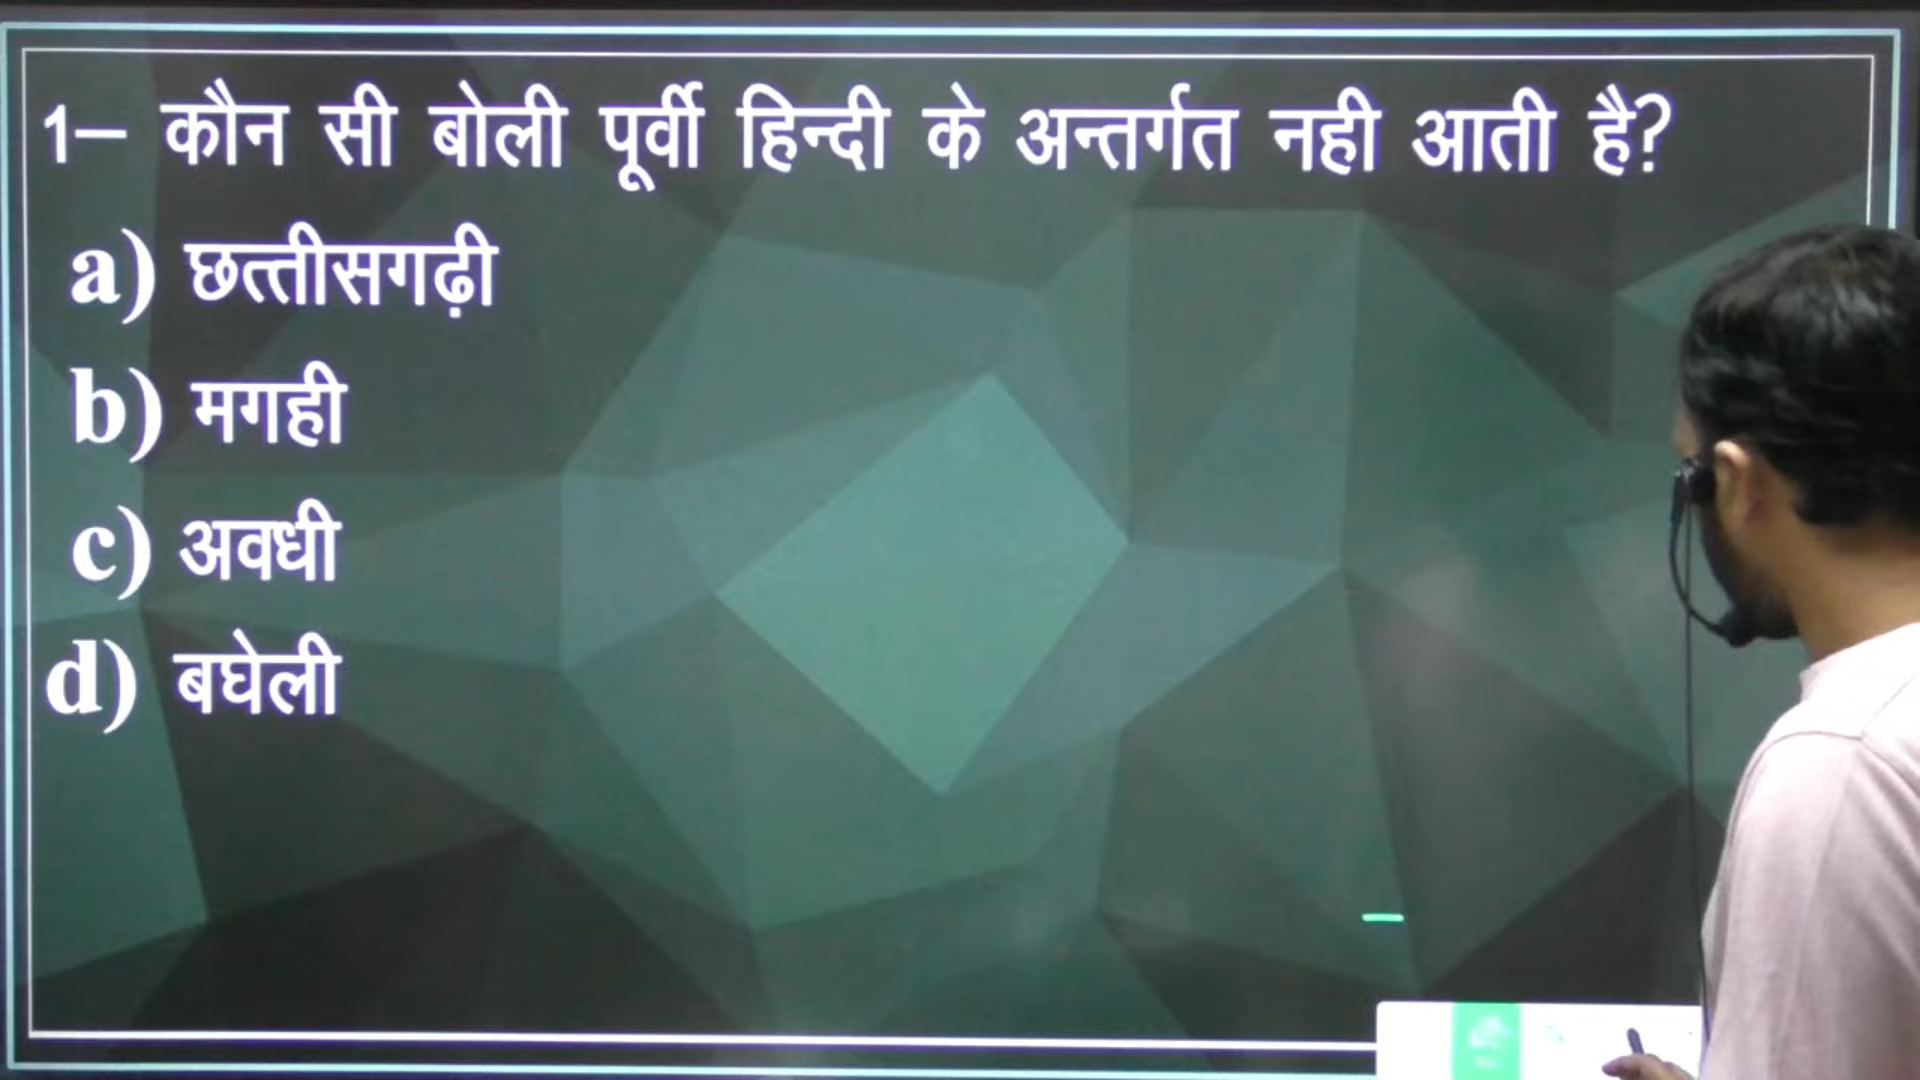 1– कौन सी बोली पूर्वी हिन्दी के अन्तर्गत नही आती है?
a) छत्तीसगढ़ी
b) मगही
c) अवधी
d) बघेली